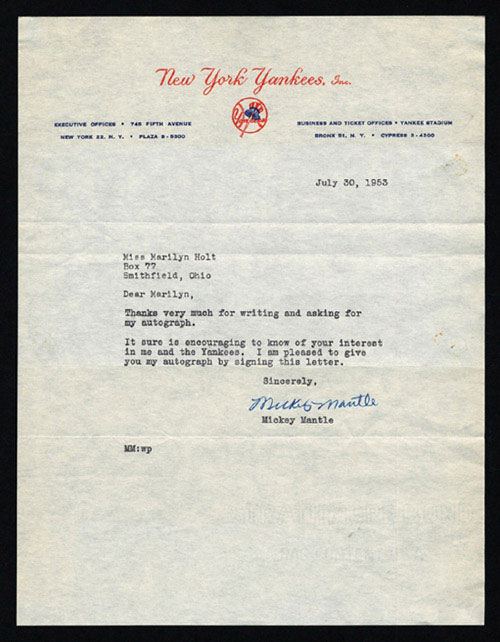 New York Yankees, Inc.
EXECUTIVE OFFICES • 745 FIFTH AVENUE
NEW YORK 22, N. Y. • PLAZA 9-5300
BUSINESS AND TICKET OFFICES • YANKEE STADIUM
BRONX 51, N. Y. • CYPRESS 3-4300
July 30, 1953
Miss Marilyn Holt
Box 77
Smithfield, Ohio
Dear Marilyn,
Thanks very much for writing and asking for
my autograph.
It sure is encouraging to know of your interest
in me and the Yankees. I am pleased to give
you my autograph by signing this letter.
Sincerely,
Mickey Mantle
Mickey Mantle
MM:wp